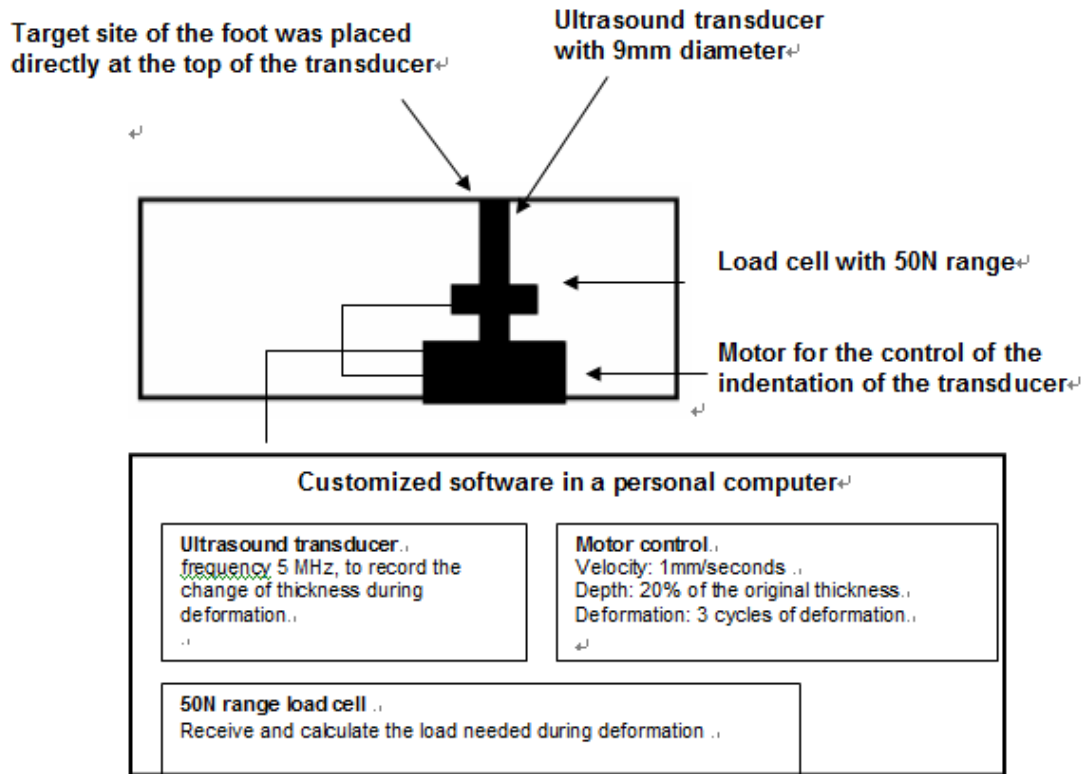 Target site of the foot was placed
directly at the top of the transducer↵
Ultrasound transducer
with 9mm diameter↵
↵
Load cell with 50N range↵
Motor for the control of the
indentation of the transducer↵
↵
Customized software in a personal computer↵
Ultrasound transducer..
frequency 5 MHz, to record the
change of thickness during
deformation..
Motor control..
Velocity: 1mm/seconds ..
Depth: 20% of the original thickness..
Deformation: 3 cycles of deformation..
↵
50N range load cell ..
Receive and calculate the load needed during deformation ..